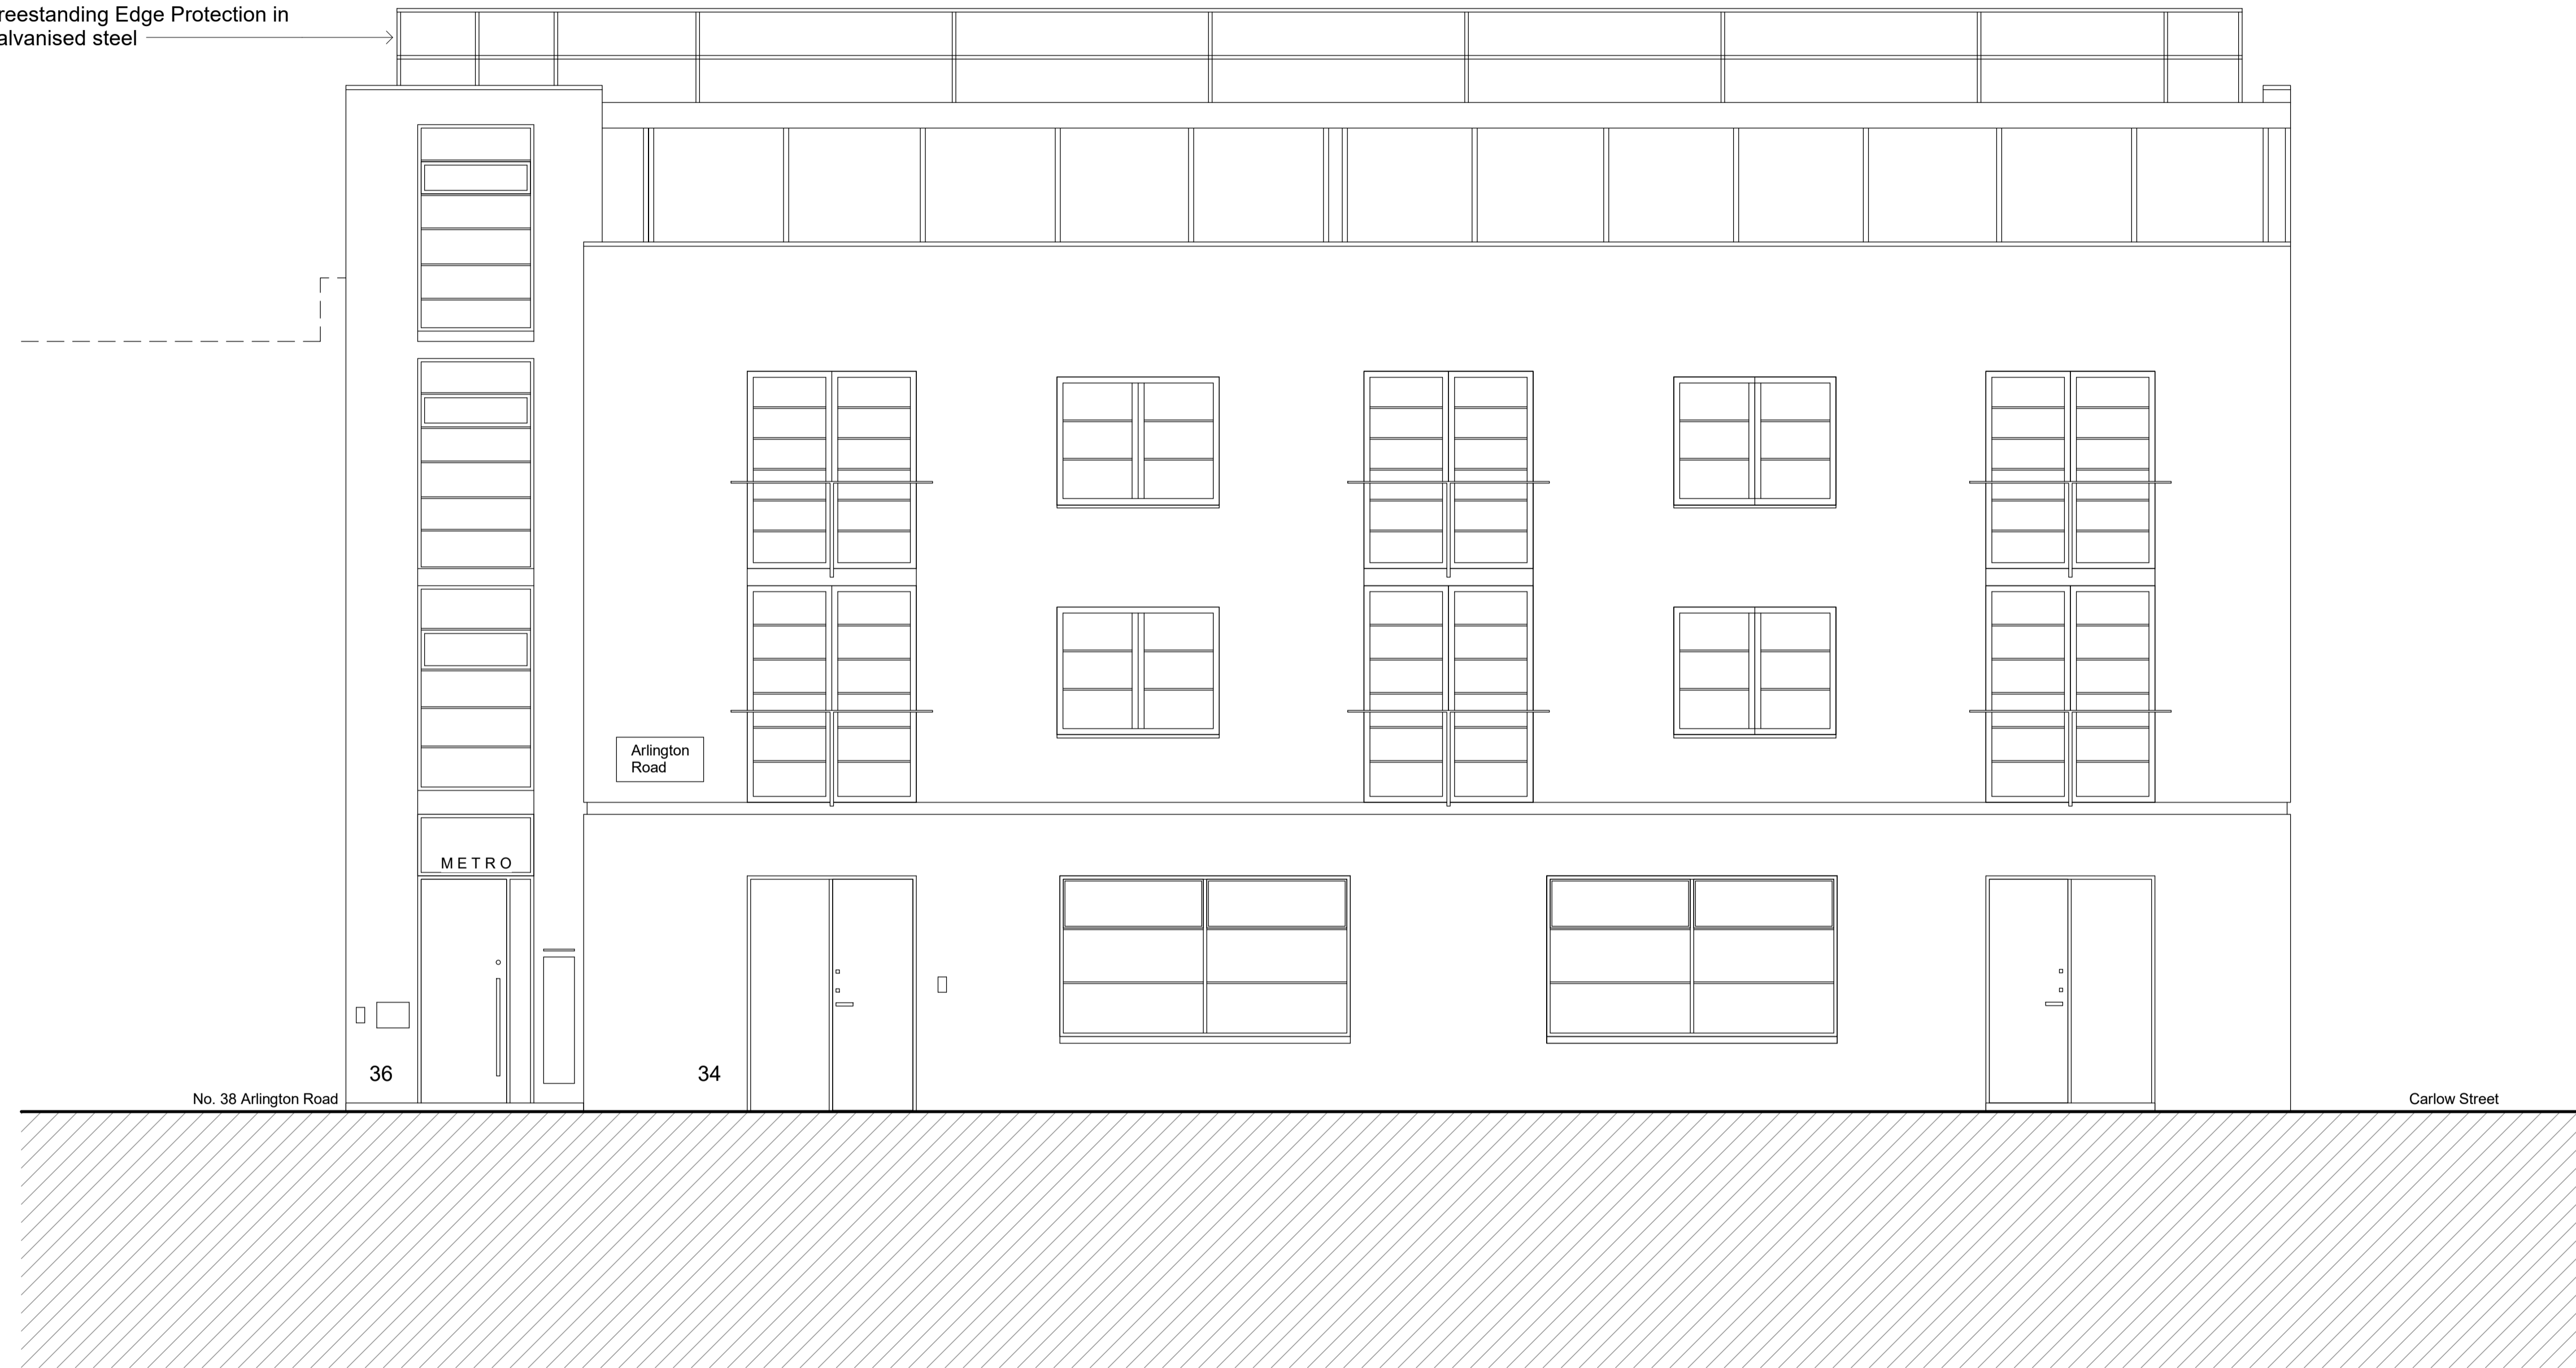 reestanding Edge Protection in
alvanised steel
Arlington
Road
METRO
36
34
No. 38 Arlington Road
Carlow Street